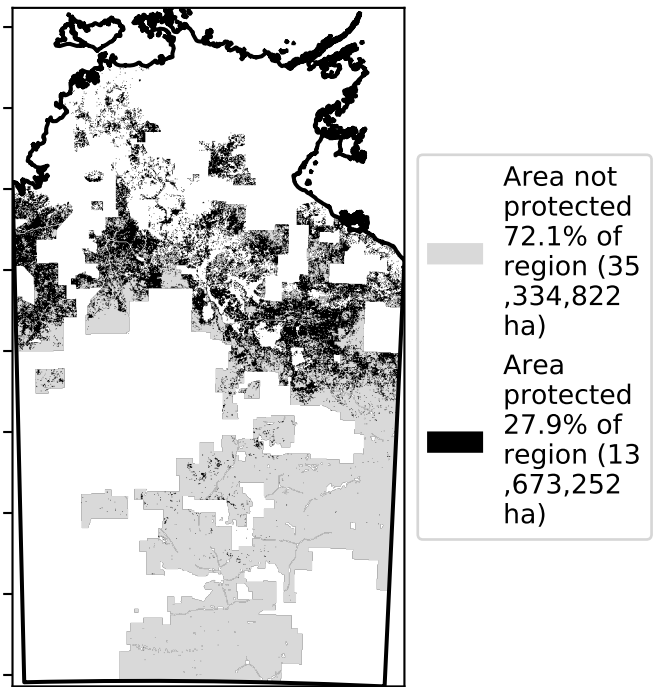 Area not
protected
72.1% of
region (35
,334,822
ha)
Area
protected
27.9% of
region (13
,673,252
ha)